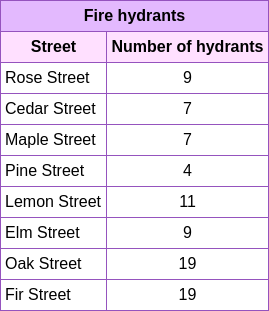 Fire hydrants
Street Number of hydrants
Rose Street 9
Cedar Street 7
Maple Street 7
Pine Street 4
Lemon Street 11
Elm Street 9
Oak Street 19
Fir Street 19